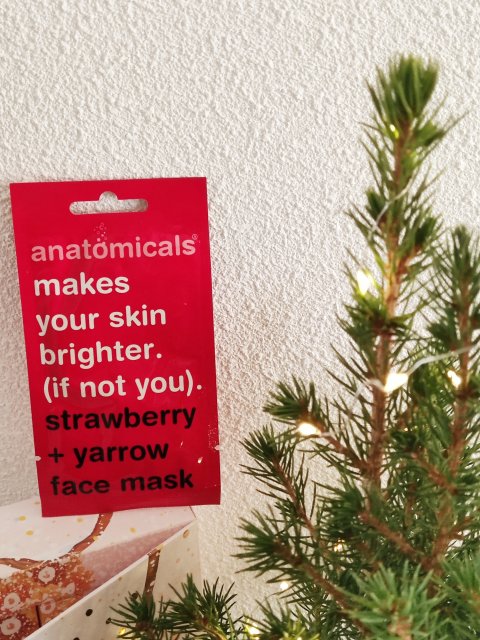 anatomicals®
makes
your skin
brighter.
(if not you).
strawberry
+ yarrow
face mask